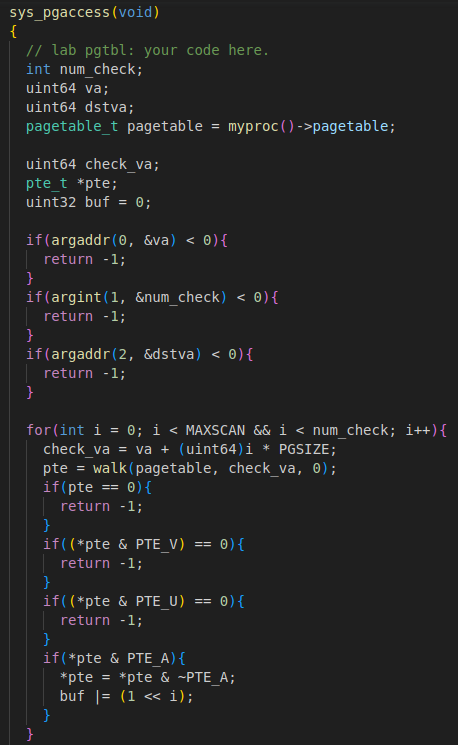 sys_pgaccess(void)
{
  // lab pgtbl: your code here.
  int num_check;
  uint64 va;
  uint64 dstva;
  pagetable_t pagetable = myproc()->pagetable;

  uint64 check_va;
  pte_t *pte;
  uint32 buf = 0;

  if(argaddr(0, &va) < 0){
    return -1;
  }
  if(argint(1, &num_check) < 0){
    return -1;
  }
  if(argaddr(2, &dstva) < 0){
    return -1;
  }

  for(int i = 0; i < MAXSCAN && i < num_check; i++){
    check_va = va + (uint64)i * PGSIZE;
    pte = walk(pagetable, check_va, 0);
    if(pte == 0){
      return -1;
    }
    if((*pte & PTE_V) == 0){
      return -1;
    }
    if((*pte & PTE_U) == 0){
      return -1;
    }
    if(*pte & PTE_A){
      *pte = *pte & ~PTE_A;
      buf |= (1 << i);
    }
  }